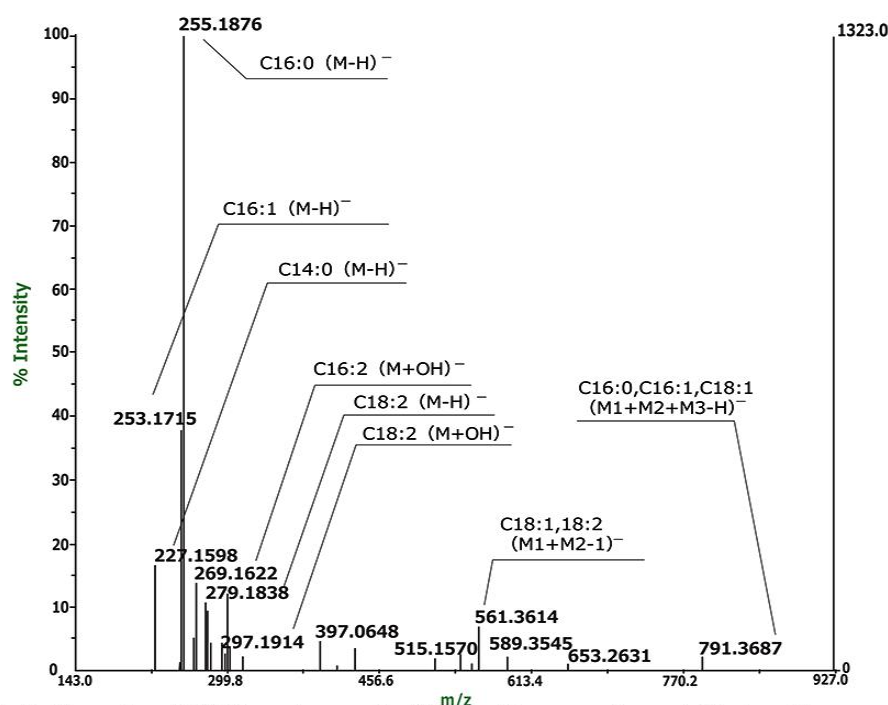 255.1876
100
1323.0
C16:0 (M-H)⁻
90
80
C16:1 (M-H)⁻
70
C14:0 (M-H)⁻
60
% Intensity
50
C16:2 (M+OH)⁻
C18:2 (M-H)⁻
C16:0,C16:1,C18:1
(M1+M2+M3-H)⁻
40
253.1715
C18:2 (M+OH)⁻
30
C18:1,18:2
(M1+M2-1)⁻
20
227.1598
269.1622
279.1838
10
561.3614
297.1914
397.0648
515.1570
589.3545
653.2631
791.3687
0
0
143.0
299.8
456.6
613.4
770.2
927.0
m/z